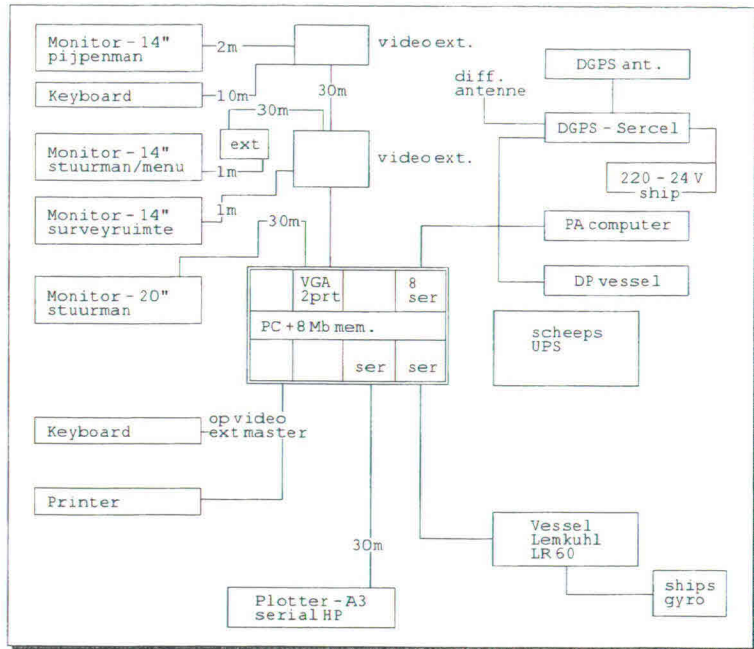 Monitor - 14"
pijpenman
2m
video ext.
Keyboard
10m
30m
30m
ext
Monitor - 14"
stuurman/menu
1m
video ext.
Monitor - 14"
surveyruimte
1m
30m
Monitor - 20"
stuurman
diff.
antenne
DGPS ant.
DGPS - Sercel
220 - 24 V
ship
PA computer
DP vessel
VGA
2prt
8
ser
PC + 8 Mb mem.
ser
ser
scheeps
UPS
Keyboard
op video
ext master
Printer
30m
Plotter - A3
serial HP
Vessel
Lemkuhl
LR 60
ships
gyro